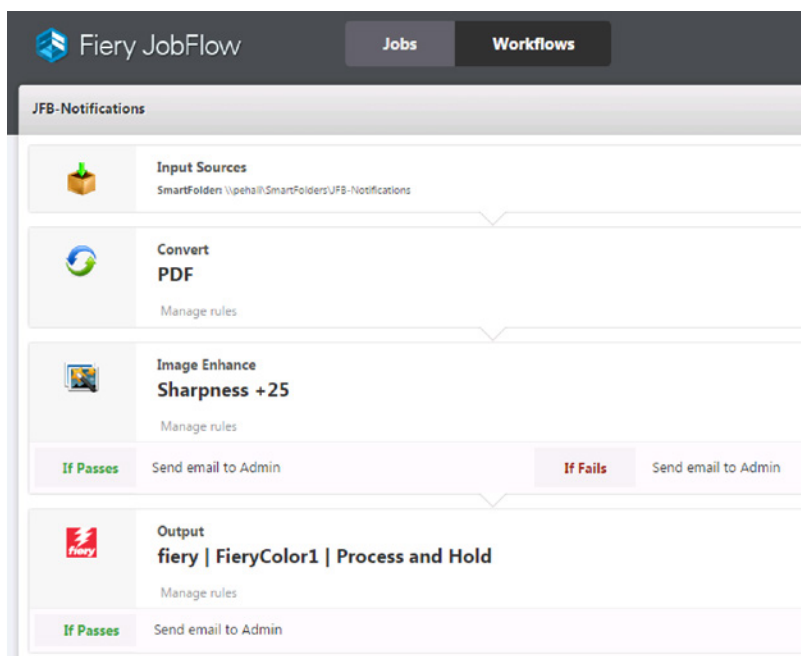 Fiery JobFlow
Jobs
Workflows
JFB-Notifications
Input Sources
SmartFolder: \\pehall\SmartFolders\JFB-Notifications
Convert
PDF
Manage rules
Image Enhance
Sharpness +25
Manage rules
If Passes
Send email to Admin
If Fails
Send email to Admin
fiery
Output
fiery | FieryColor1 | Process and Hold
Manage rules
If Passes
Send email to Admin